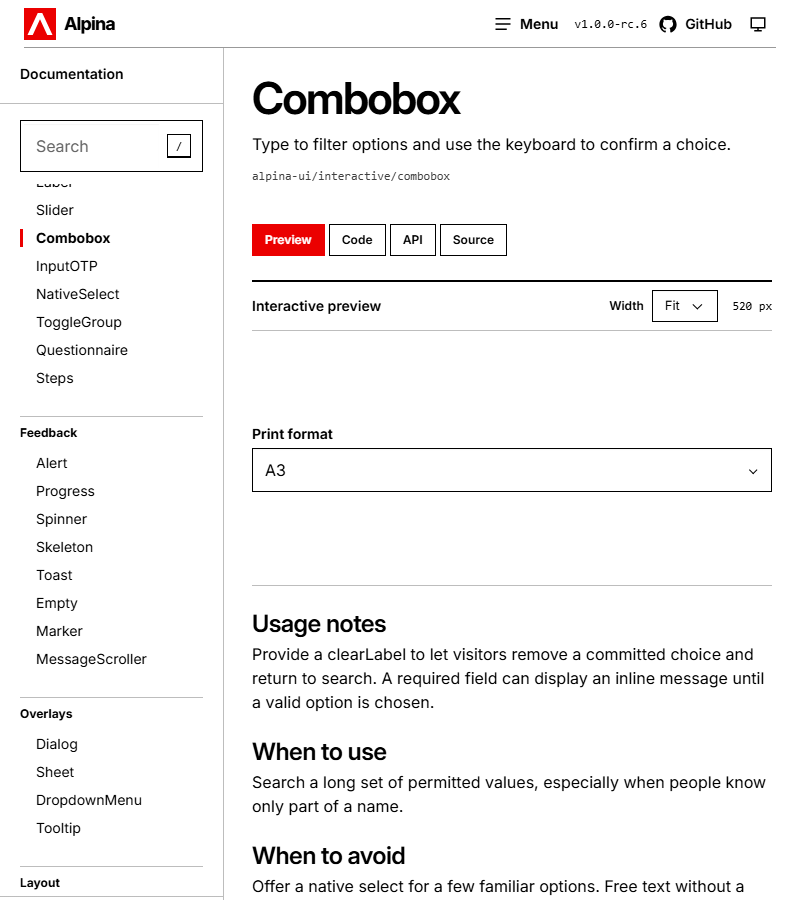 Alpina
Menu
v1.0.0-rc.6
GitHub
Documentation
Search
/
Label
Slider
Combobox
InputOTP
NativeSelect
ToggleGroup
Questionnaire
Steps
Feedback
Alert
Progress
Spinner
Skeleton
Toast
Empty
Marker
MessageScroller
Overlays
Dialog
Sheet
DropdownMenu
Tooltip
Layout
Combobox
Type to filter options and use the keyboard to confirm a choice.
alpina-ui/interactive/combobox
Preview
Code
API
Source
Interactive preview
Width
Fit
520 px
Print format
A3
Usage notes
Provide a clearLabel to let visitors remove a committed choice and
return to search. A required field can display an inline message until
a valid option is chosen.
When to use
Search a long set of permitted values, especially when people know
only part of a name.
When to avoid
Offer a native select for a few familiar options. Free text without a